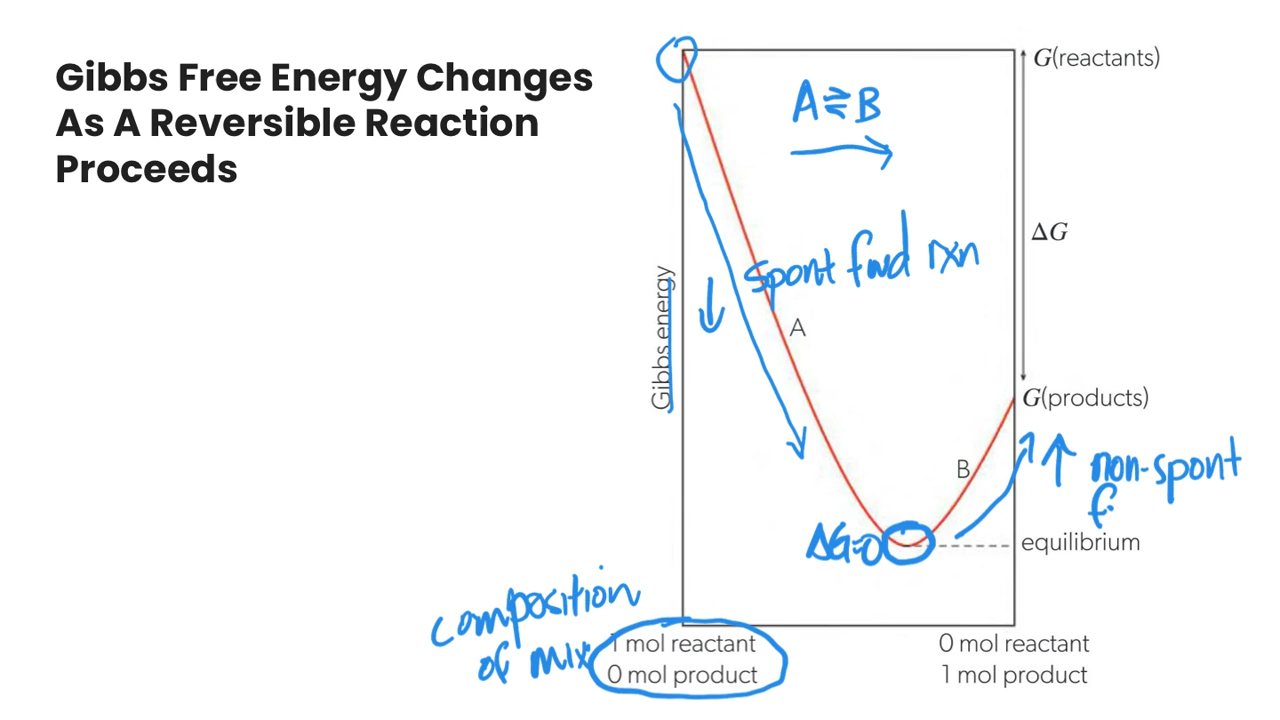 Gibbs Free Energy Changes
As A Reversible Reaction
Proceeds
G(reactants)
A ⇌ B
ΔG
spont fwd rxn
Gibbs energy
A
G(products)
B
non-spont
f.
ΔG=0
equilibrium
composition
of mix
1 mol reactant
0 mol product
0 mol reactant
1 mol product